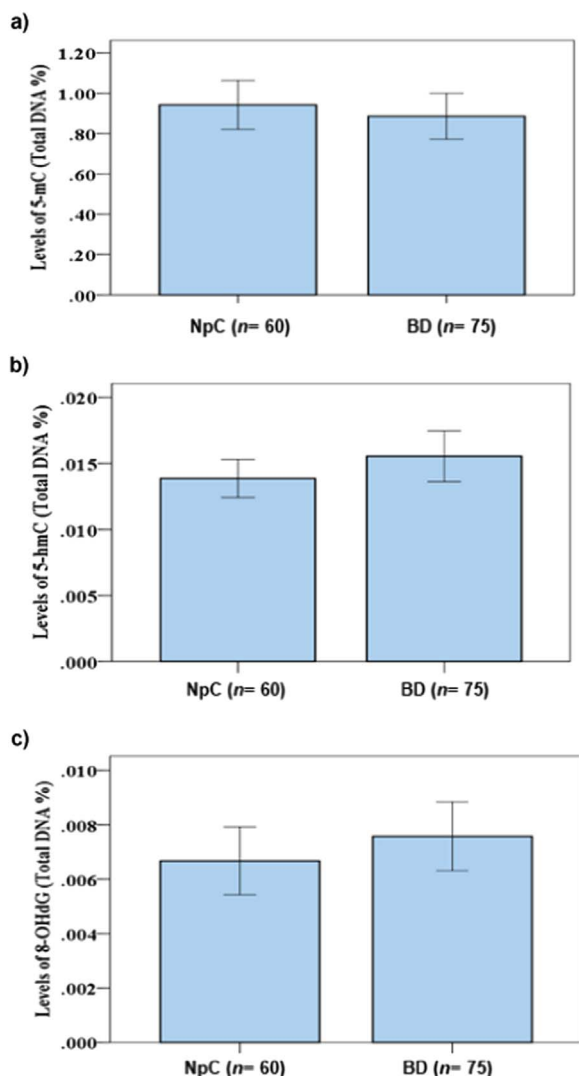 a)
Levels of 5-mC (Total DNA %)
1.20
1.00
.80
.60
.40
.20
.00
NpC (n= 60) BD (n= 75)
b)
Levels of 5-hmC (Total DNA %)
.020
.015
.010
.005
.000
NpC (n= 60) BD (n= 75)
c)
Levels of 8-OHdG (Total DNA %)
.010
.008
.006
.004
.002
.000
NpC (n= 60) BD (n= 75)